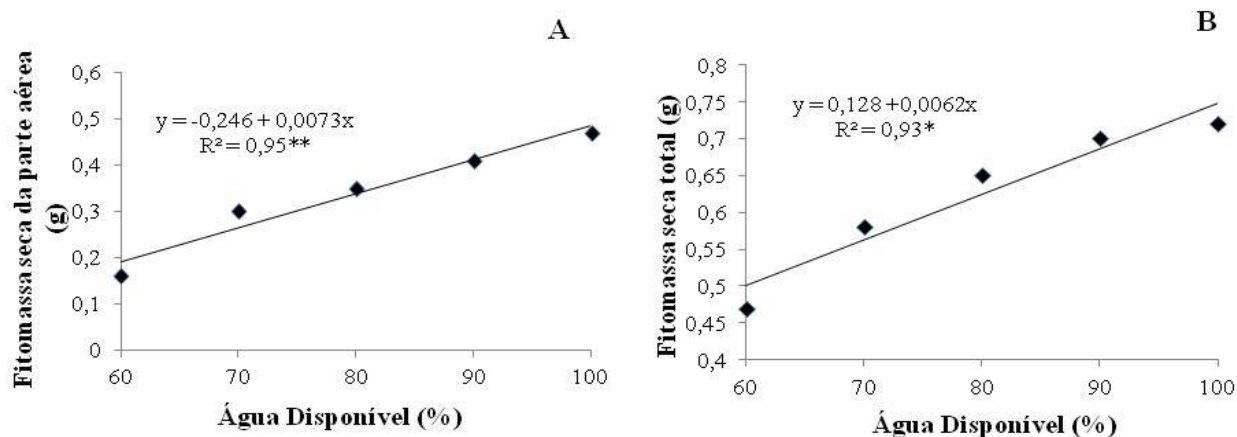 A
Fitomassa seca da parte aérea
(g)
0,6
0,5
0,4
0,3
0,2
0,1
0
y = -0,246 + 0,0073x
R² = 0,95**
60
70
80
90
100
Água Disponível (%)
B
Fitomassa seca total (g)
0,8
0,75
0,7
0,65
0,6
0,55
0,5
0,45
0,4
y = 0,128 +0,0062x
R² = 0,93*
60
70
80
90
100
Água Disponível (%)